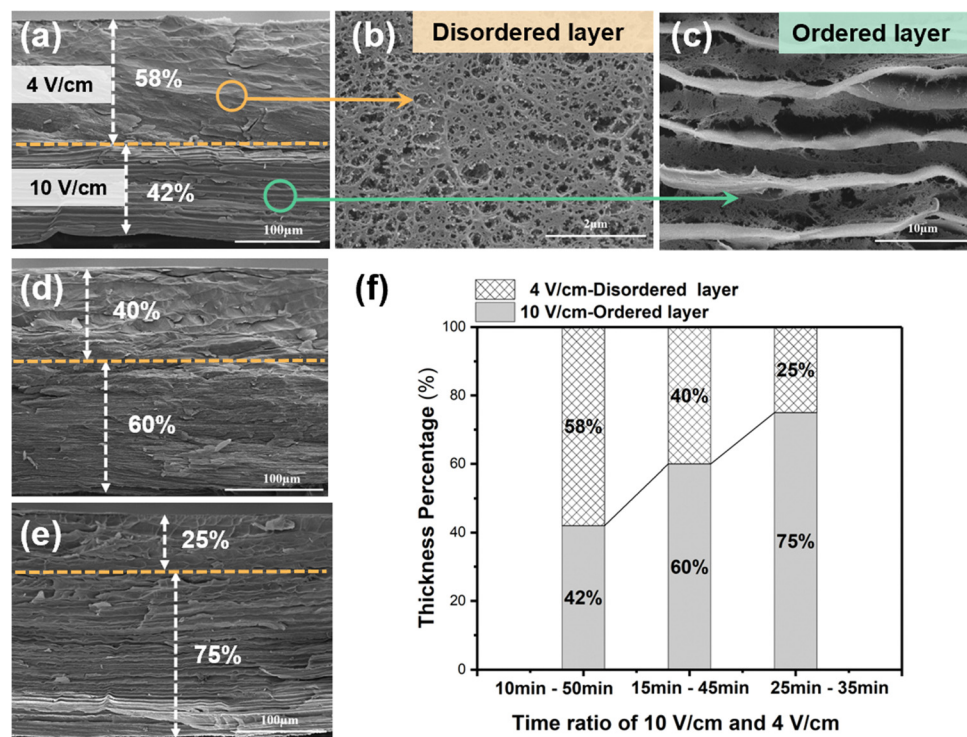 (a)
4 V/cm
58%
10 V/cm
42%
100μm
(b)
Disordered layer
2μm
(c)
Ordered layer
10μm
(d)
40%
60%
100μm
(e)
25%
75%
100μm
(f)
4 V/cm-Disordered layer
10 V/cm-Ordered layer
Thickness Percentage (%)
100
80
60
40
20
0
58%
42%
40%
60%
25%
75%
10min - 50min
15min - 45min
25min - 35min
Time ratio of 10 V/cm and 4 V/cm